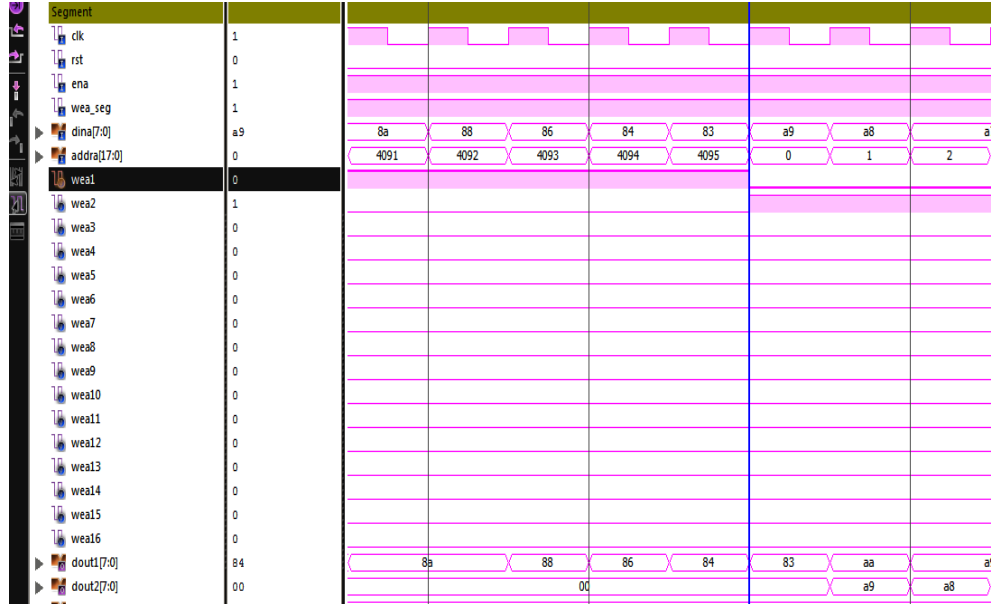 Segment
clk 1
rst 0
ena 1
wea_seg 1
dina[7:0] a9 8a 88 86 84 83 a9 a8 a
addra[17:0] 0 4091 4092 4093 4094 4095 0 1 2
wea1 0
wea2 1
wea3 0
wea4 0
wea5 0
wea6 0
wea7 0
wea8 0
wea9 0
wea10 0
wea11 0
wea12 0
wea13 0
wea14 0
wea15 0
wea16 0
dout1[7:0] 84 8a 88 86 84 83 aa a
dout2[7:0] 00 00 a9 a8